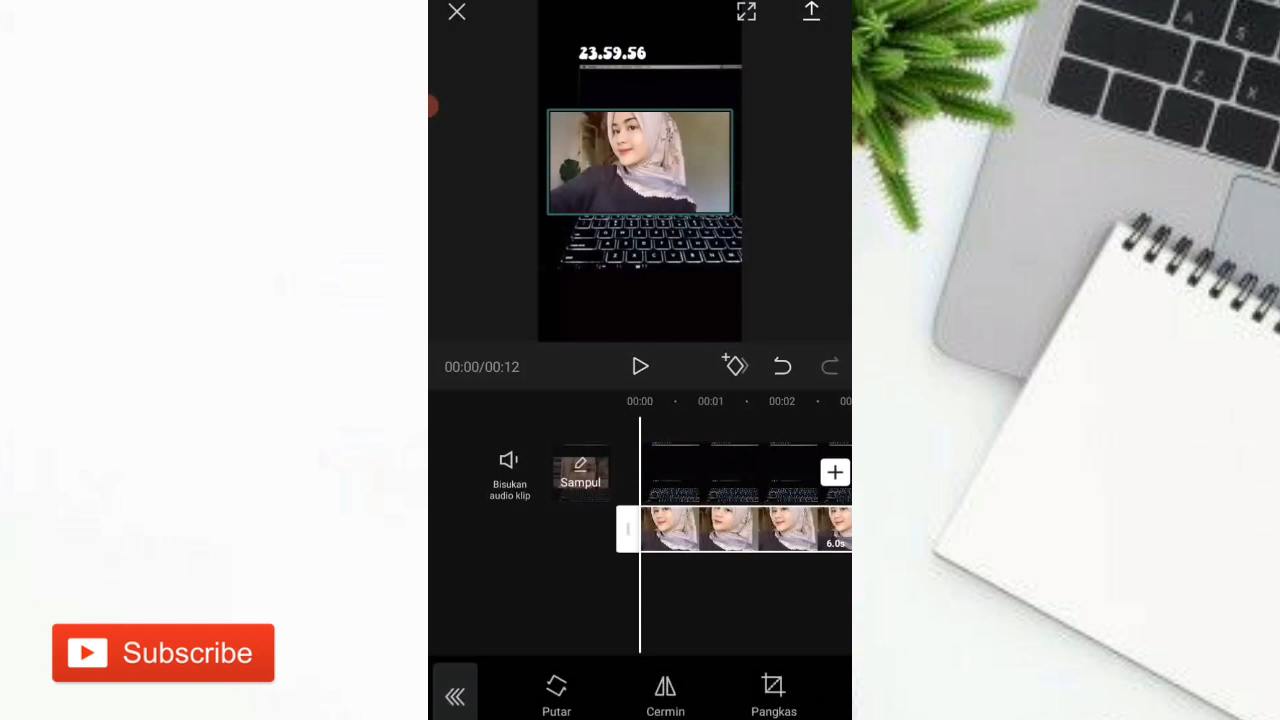 23.59.56
00:00/00:12
00:00
00:01
00:02
00
Bisukan
audio klip
Sampul
6.0s
Putar
Cermin
Pangkas
Subscribe
A
S
Z
X